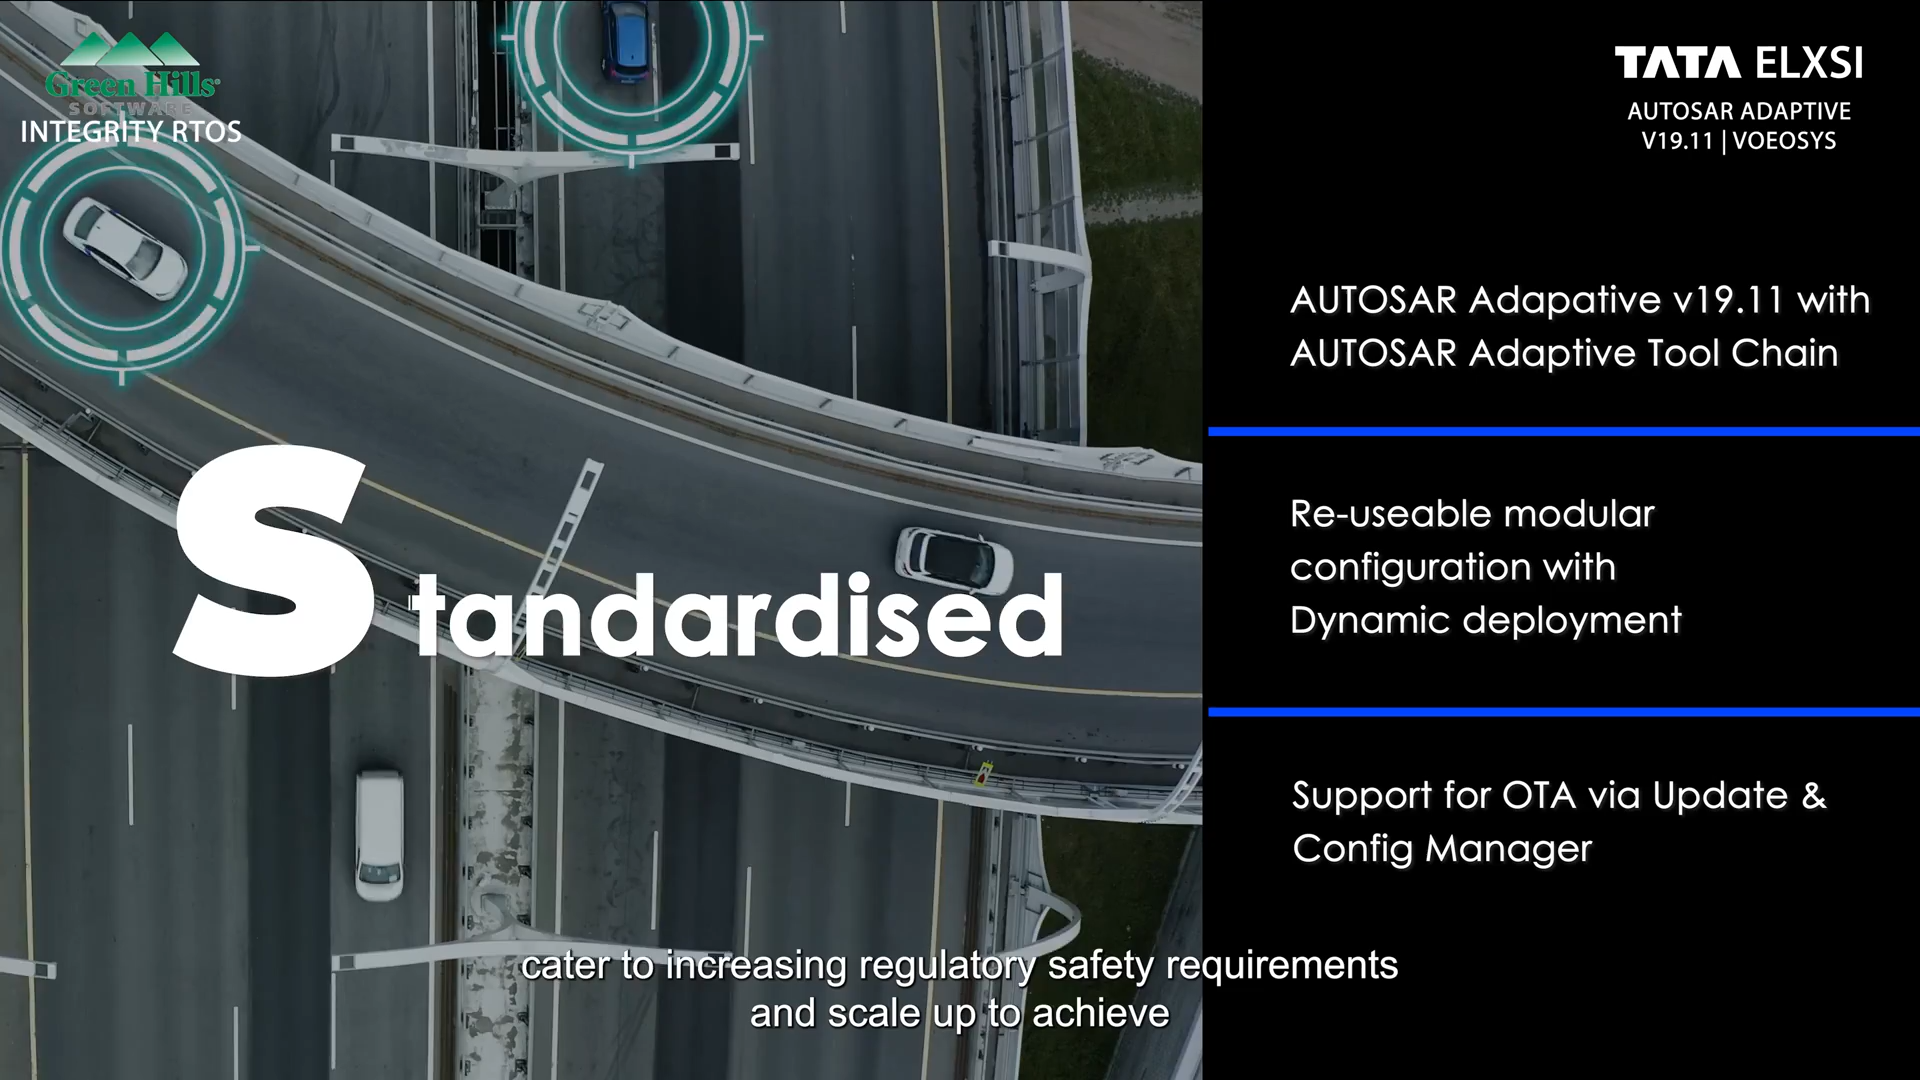 Green Hills
SOFTWARE
INTEGRITY RTOS
TATA ELXSI
AUTOSAR ADAPTIVE
V19.11 | VOEOSYS
Standardised
AUTOSAR Adapative v19.11 with
AUTOSAR Adaptive Tool Chain
Re-useable modular
configuration with
Dynamic deployment
Support for OTA via Update &
Config Manager
cater to increasing regulatory safety requirements
and scale up to achieve